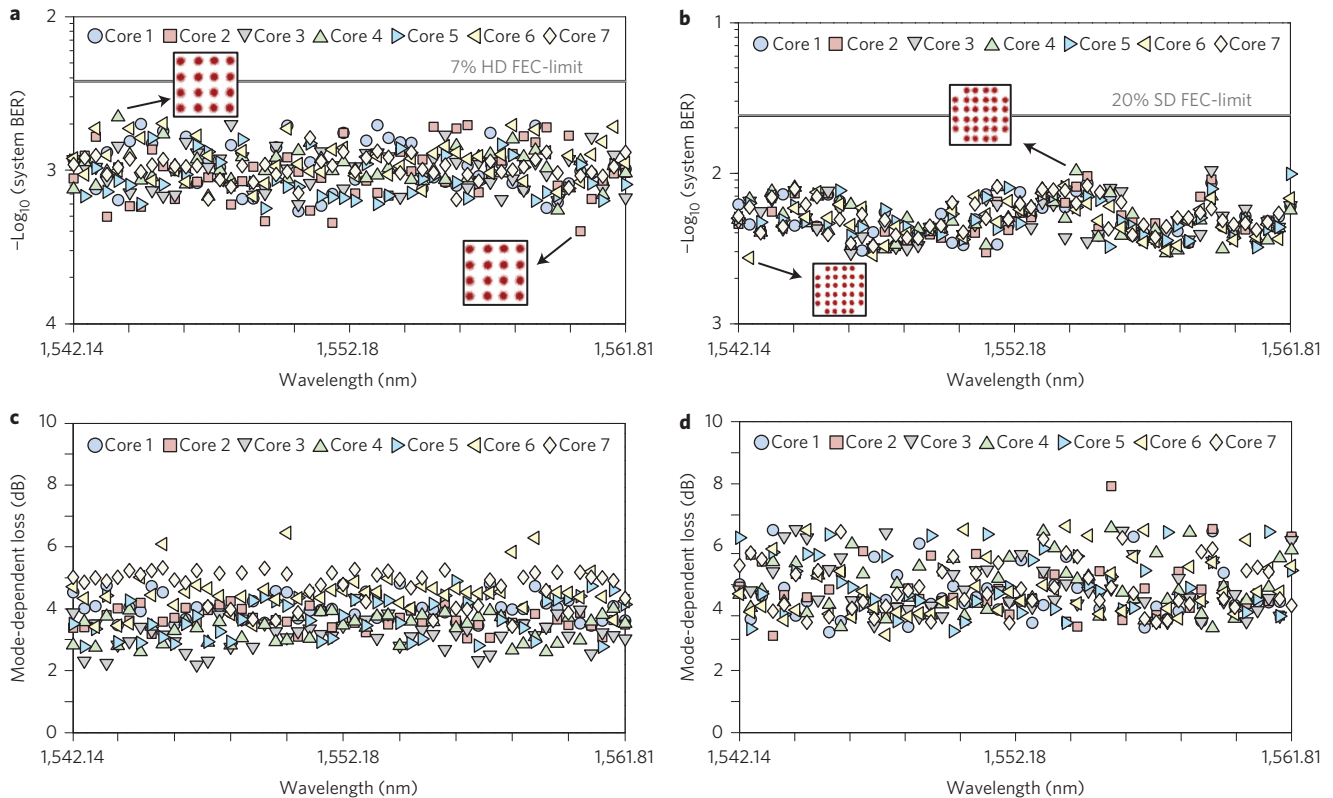 a
2
3
4
−Log10 (system BER)
Core 1 Core 2 Core 3 Core 4 Core 5 Core 6 Core 7
7% HD FEC-limit
1,542.14 1,552.18 1,561.81
Wavelength (nm)
b
1
2
3
−Log10 (system BER)
Core 1 Core 2 Core 3 Core 4 Core 5 Core 6 Core 7
20% SD FEC-limit
1,542.14 1,552.18 1,561.81
Wavelength (nm)
c
10
8
6
4
2
0
Mode-dependent loss (dB)
Core 1 Core 2 Core 3 Core 4 Core 5 Core 6 Core 7
1,542.14 1,552.18 1,561.81
Wavelength (nm)
d
10
8
6
4
2
0
Mode-dependent loss (dB)
Core 1 Core 2 Core 3 Core 4 Core 5 Core 6 Core 7
1,542.14 1,552.18 1,561.81
Wavelength (nm)